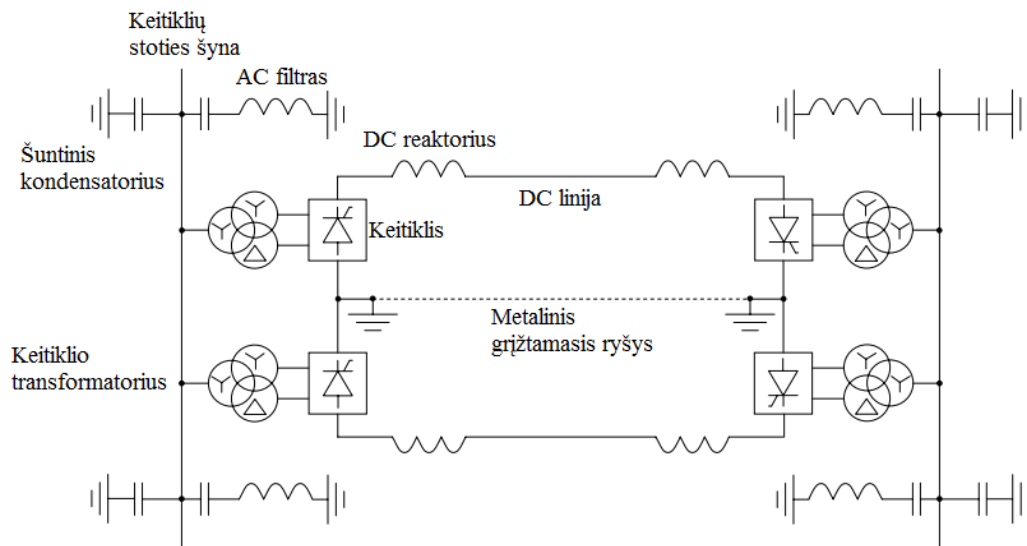 Keitiklių
stoties šyna
AC filtras
DC reaktorius
Šuntinis
kondensatorius
DC linija
Keitiklis
Metalinis
grįžtamasis ryšys
Keitiklio
transformatorius